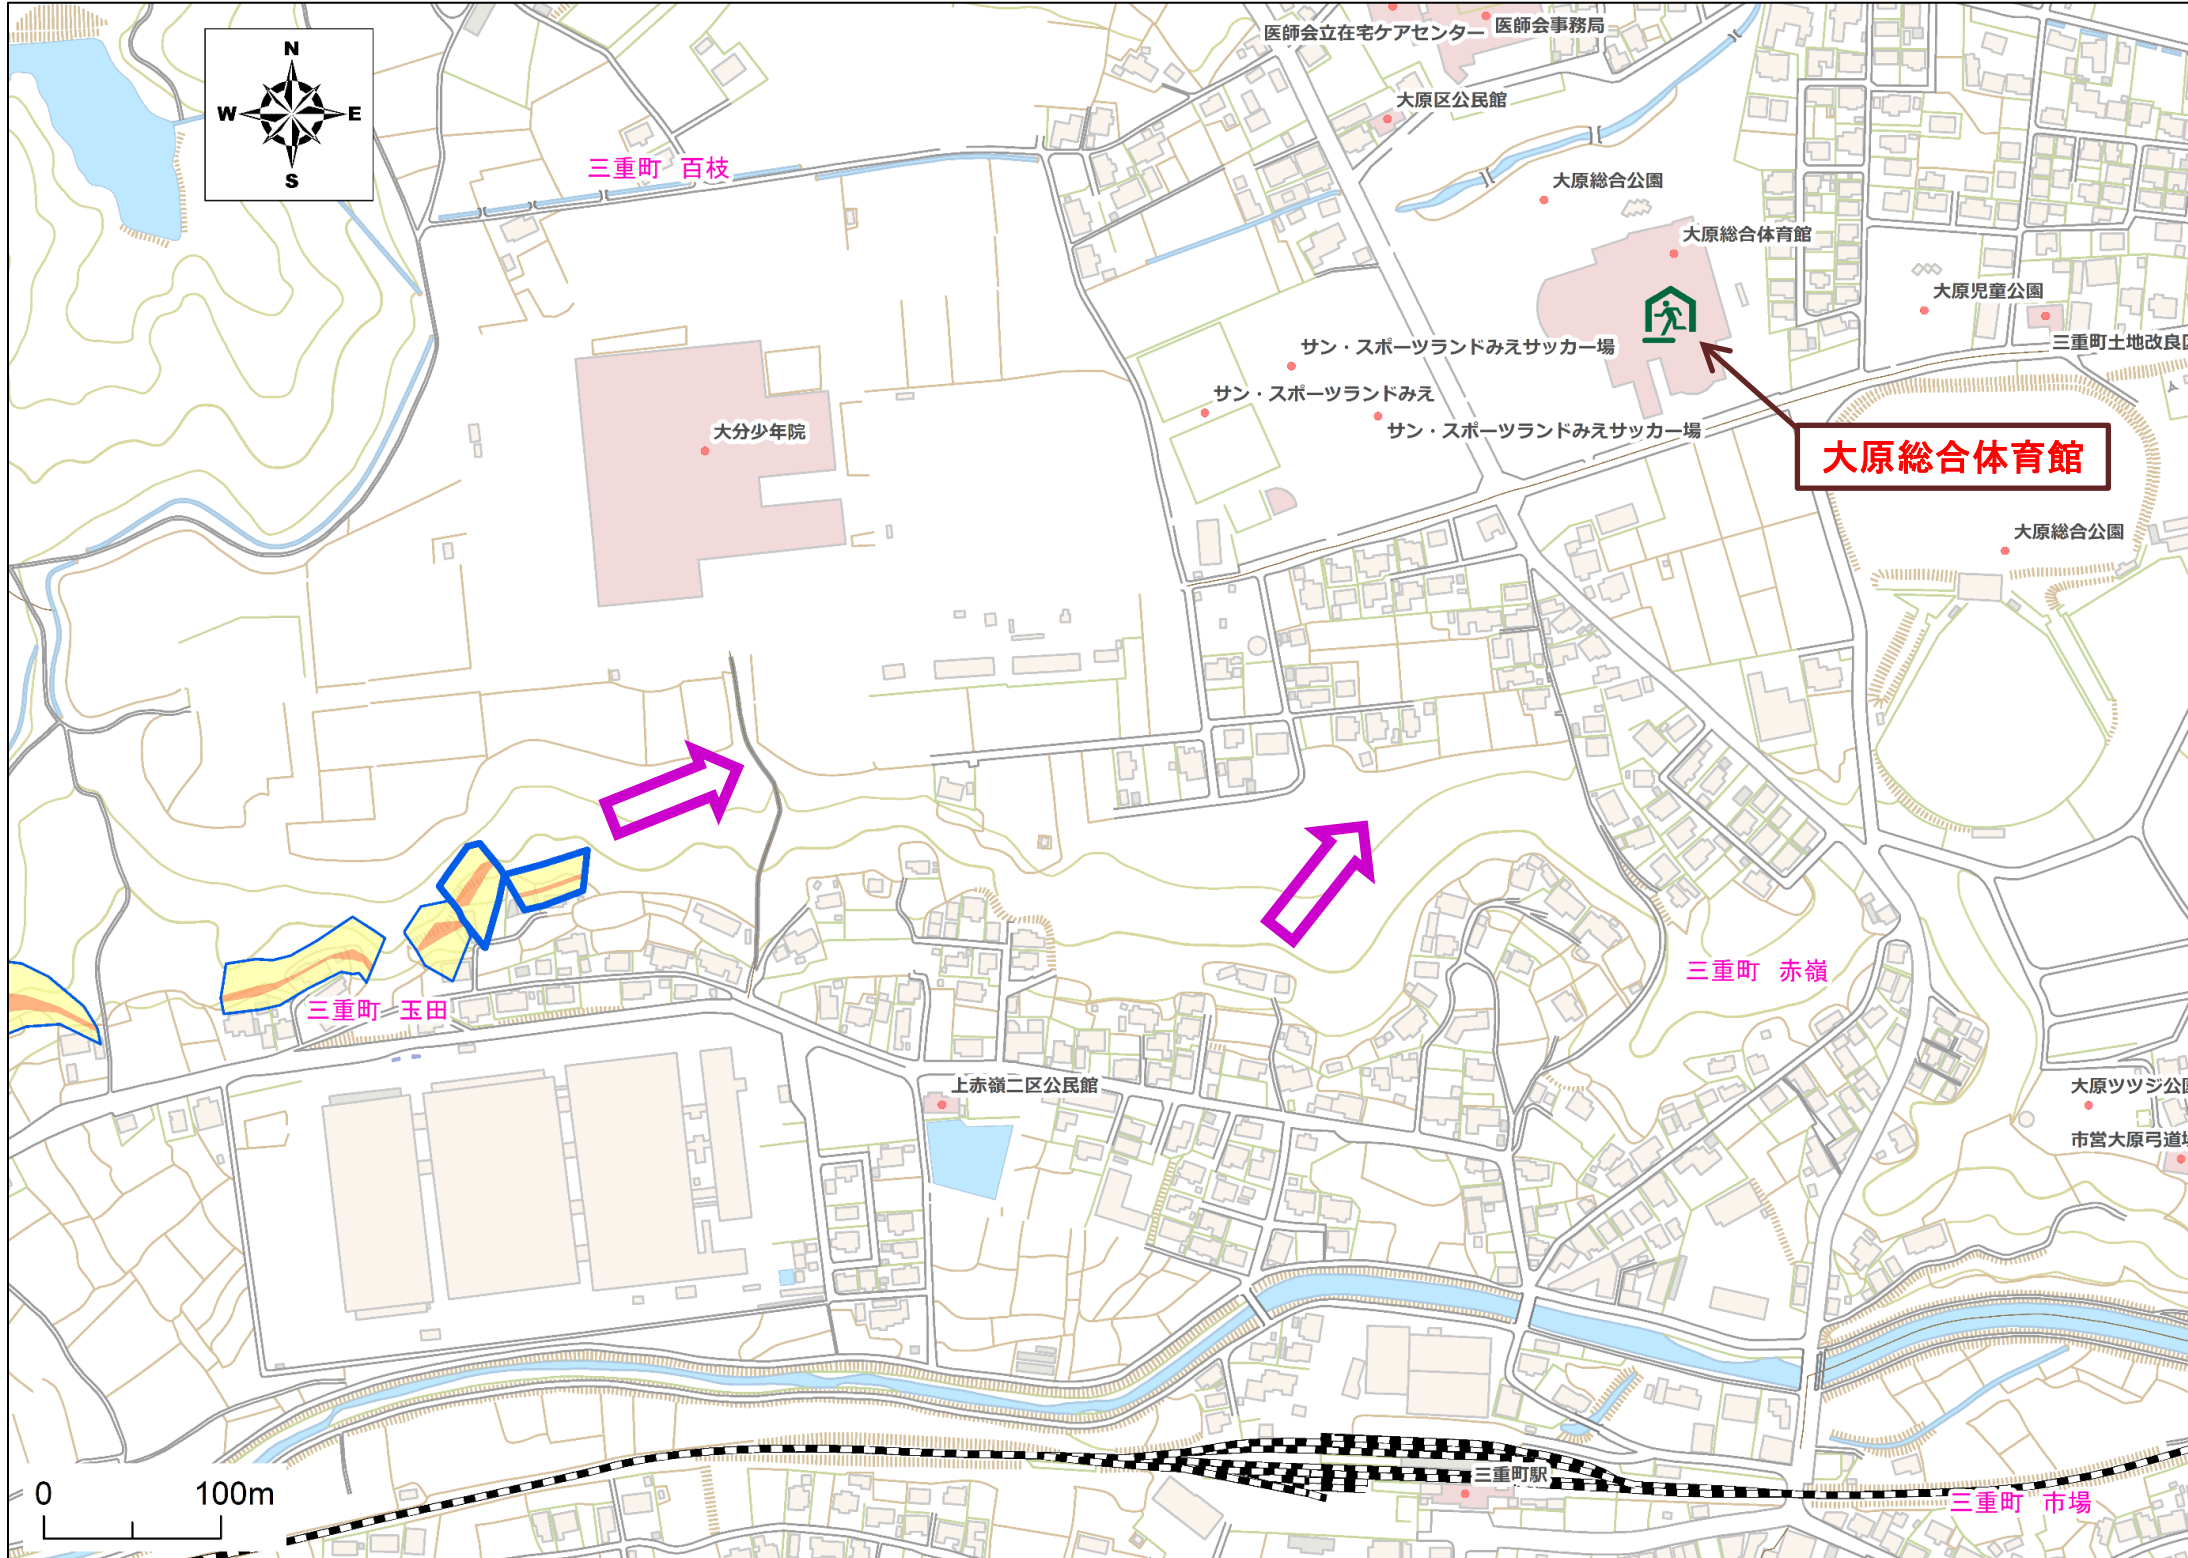 医師会立在宅ケアセンター
医師会事務局
N
W
E
S
大原区公民館
三重町 百枝
大原総合公園
大原総合体育館
大原児童公園
三重町土地改良区
サン・スポーツランドみえサッカー場
サン・スポーツランドみえ
サン・スポーツランドみえサッカー場
大分少年院
大原総合体育館
大原総合公園
三重町 赤嶺
三重町 玉田
上赤嶺二区公民館
大原ツツジ公園
市営大原弓道場
三重町駅
0
100m
三重町 市場